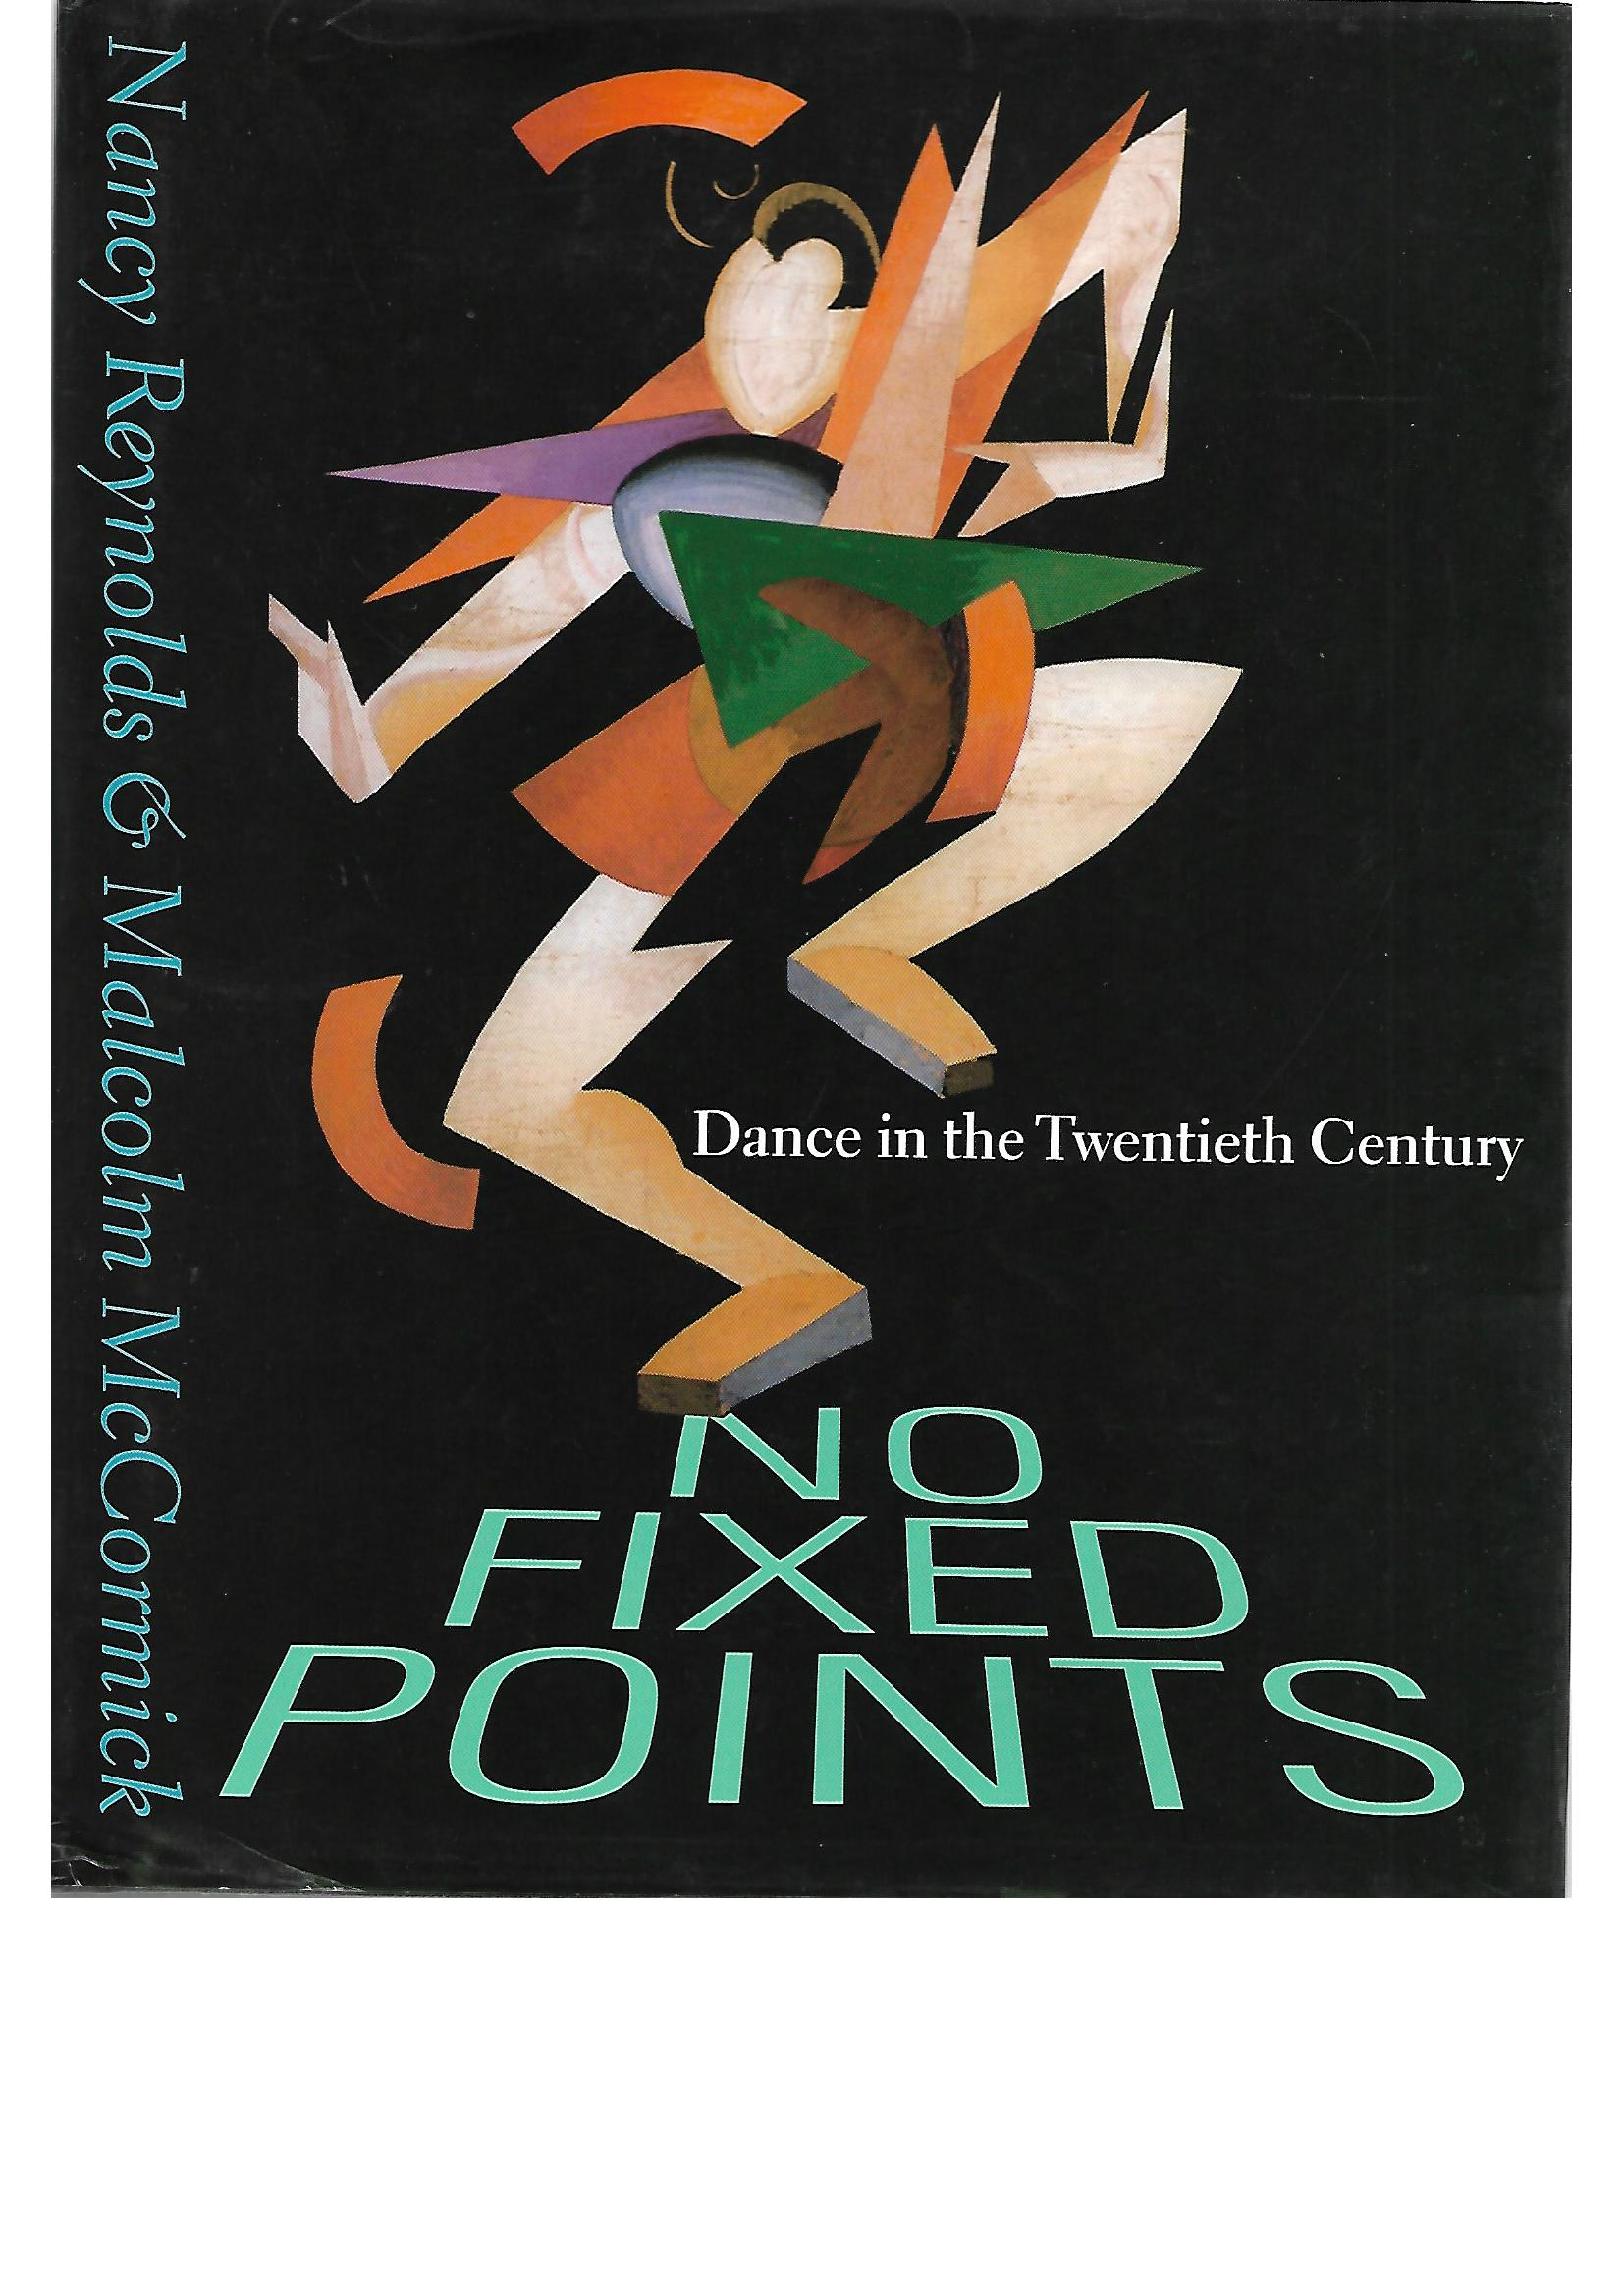 Nancy Reynolds & Malcolm McCormick
Dance in the Twentieth Century
NO
FIXED
POINTS